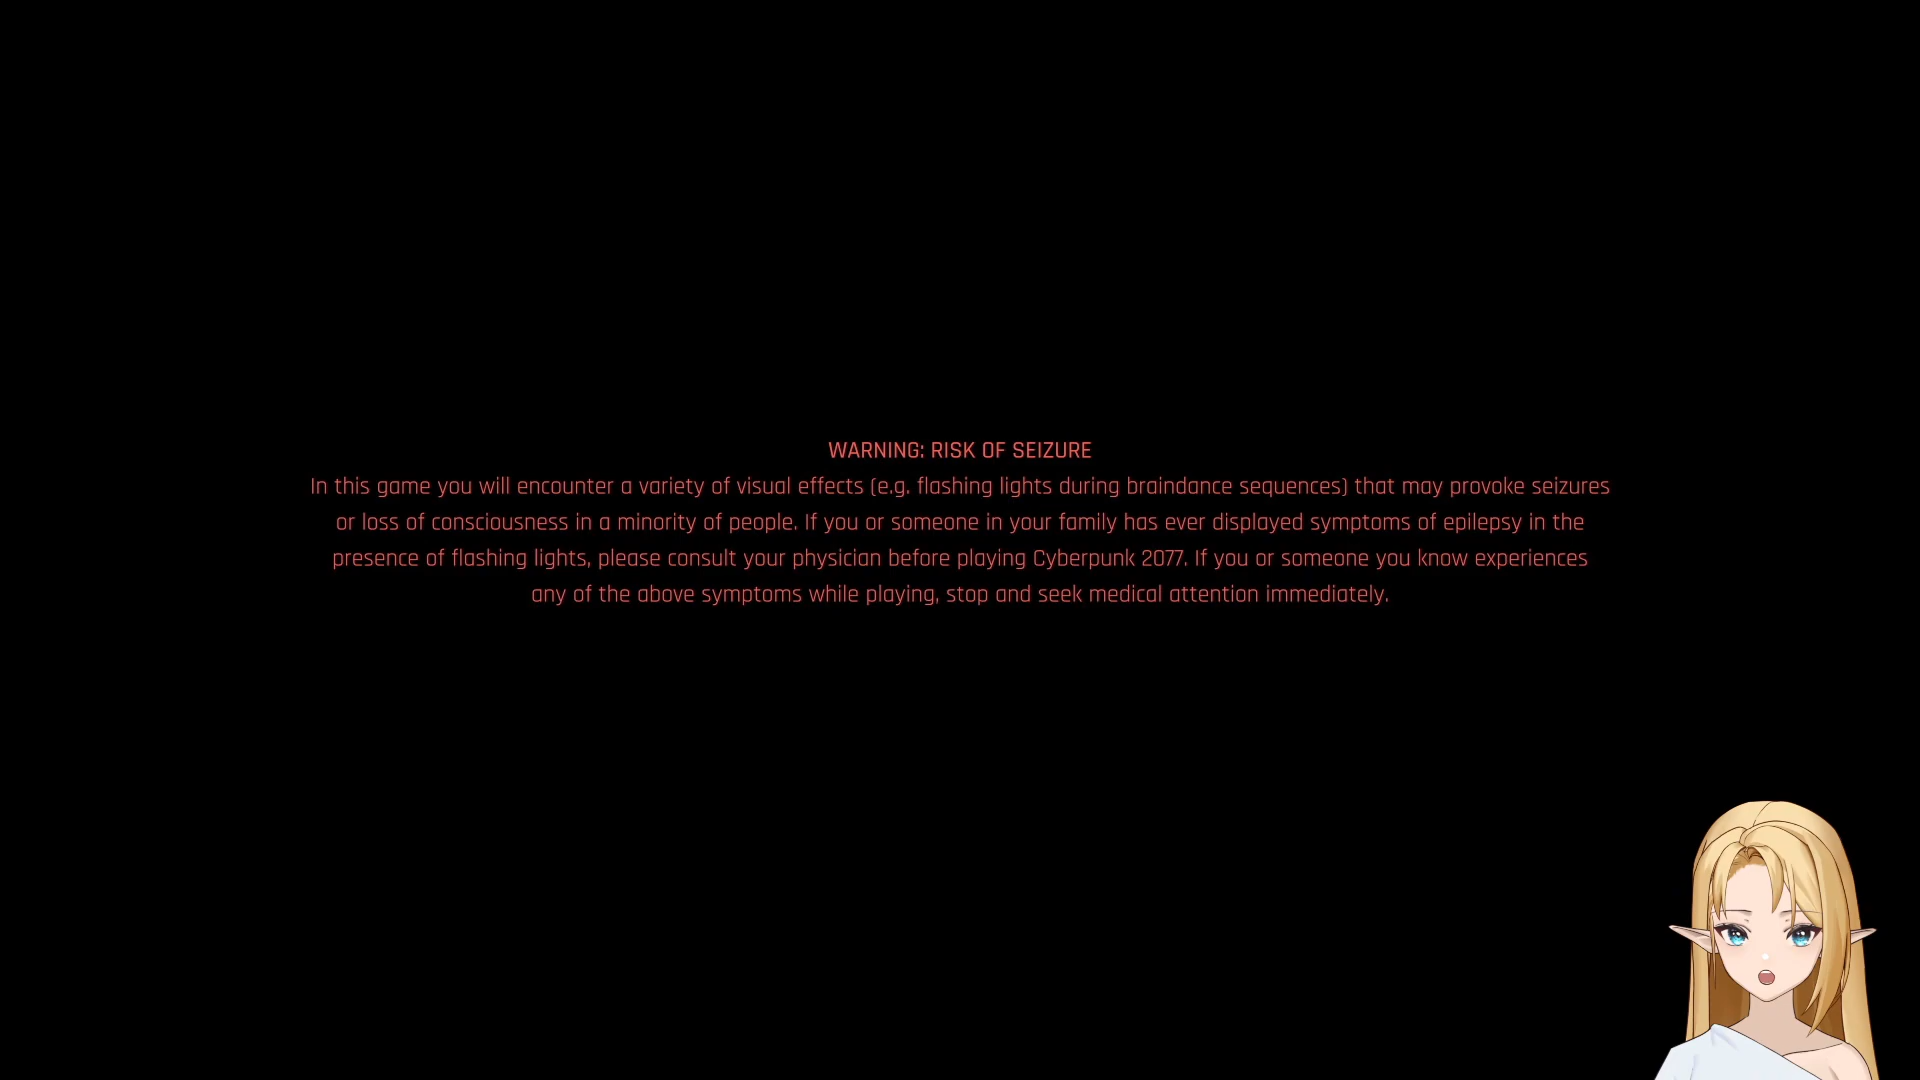 WARNING: RISK OF SEIZURE
In this game you will encounter a variety of visual effects (e.g. flashing lights during braindance sequences) that may provoke seizures
or loss of consciousness in a minority of people. If you or someone in your family has ever displayed symptoms of epilepsy in the
presence of flashing lights, please consult your physician before playing Cyberpunk 2077. If you or someone you know experiences
any of the above symptoms while playing, stop and seek medical attention immediately.